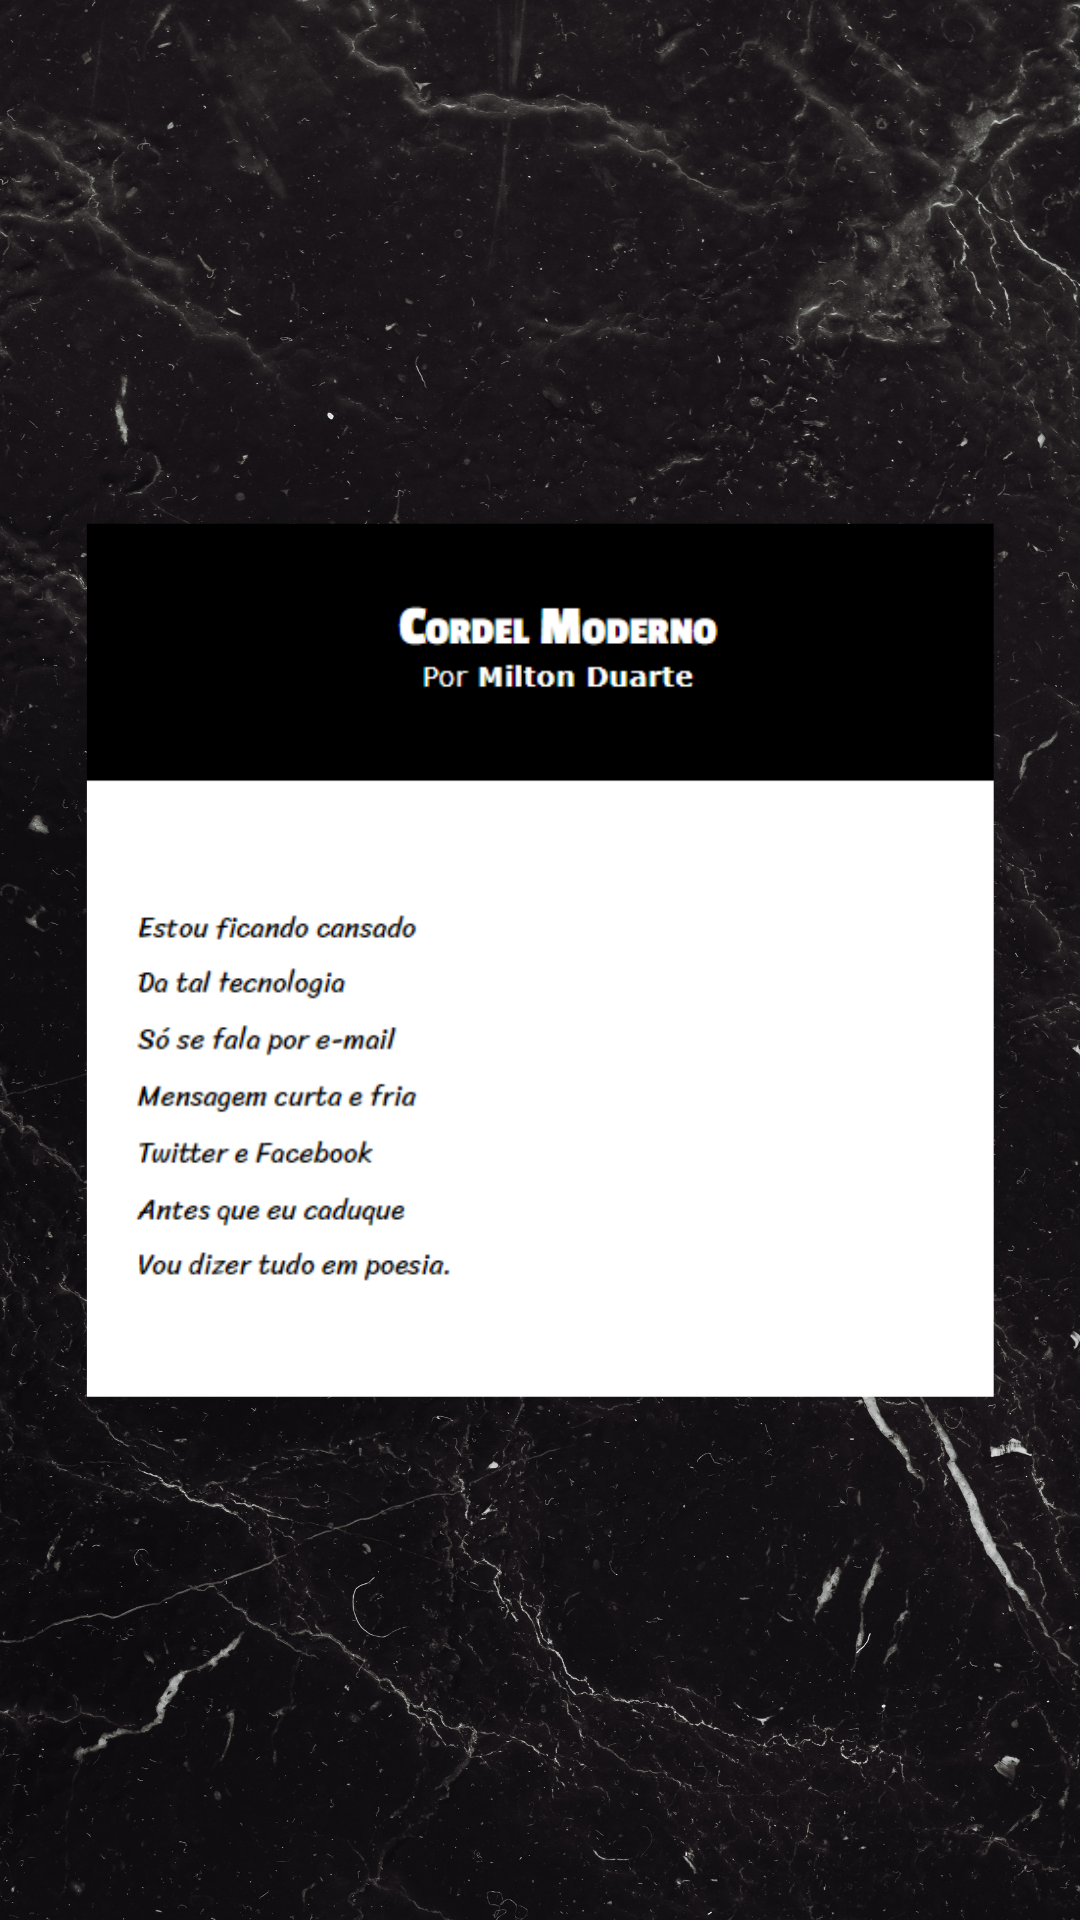 Cordel Moderno
Por Milton Duarte
Estou ficando cansado
Da tal tecnologia
Só se fala por e-mail
Mensagem curta e fria
Twitter e Facebook
Antes que eu caduque
Vou dizer tudo em poesia.